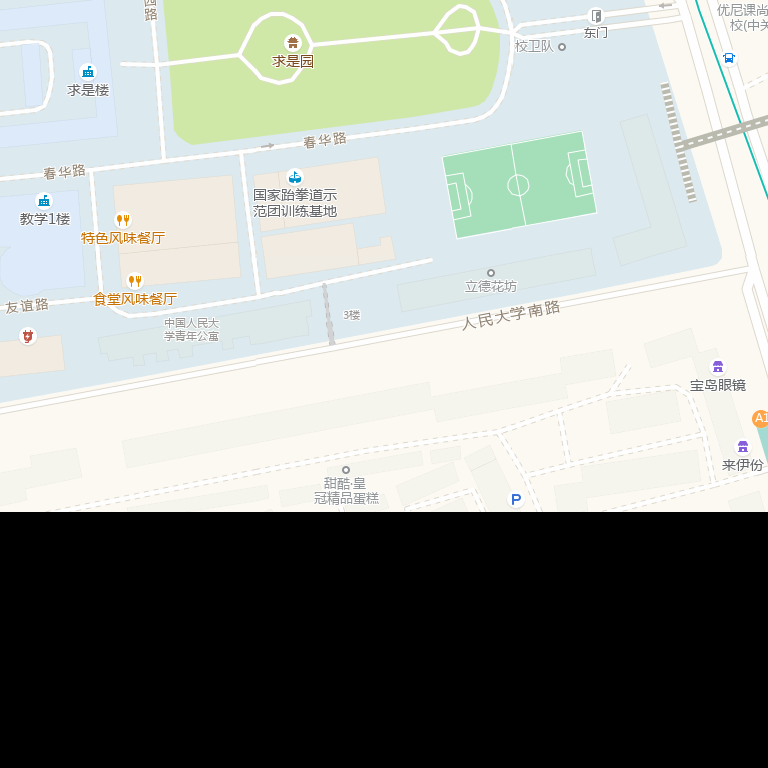 西路
优尼课尚
校(中关
东门
校卫队
求是园
求是楼
春华路
春华路
国家跆拳道示
范团训练基地
教学1楼
特色风味餐厅
立德花坊
食堂风味餐厅
友谊路
3楼
人民大学南路
中国人民大
学青年公寓
宝岛眼镜
A1
来伊份
甜酷·皇
冠精品蛋糕
P